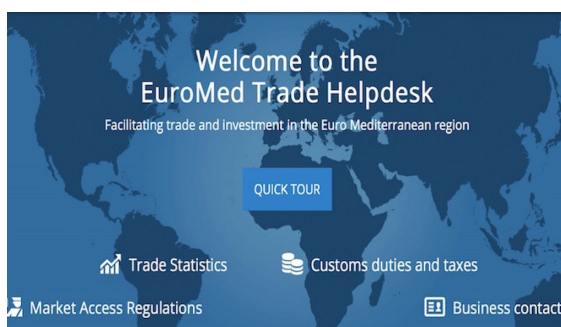 Welcome to the
EuroMed Trade Helpdesk
Facilitating trade and investment in the Euro Mediterranean region
QUICK TOUR
Trade Statistics
Customs duties and taxes
Market Access Regulations
Business contact